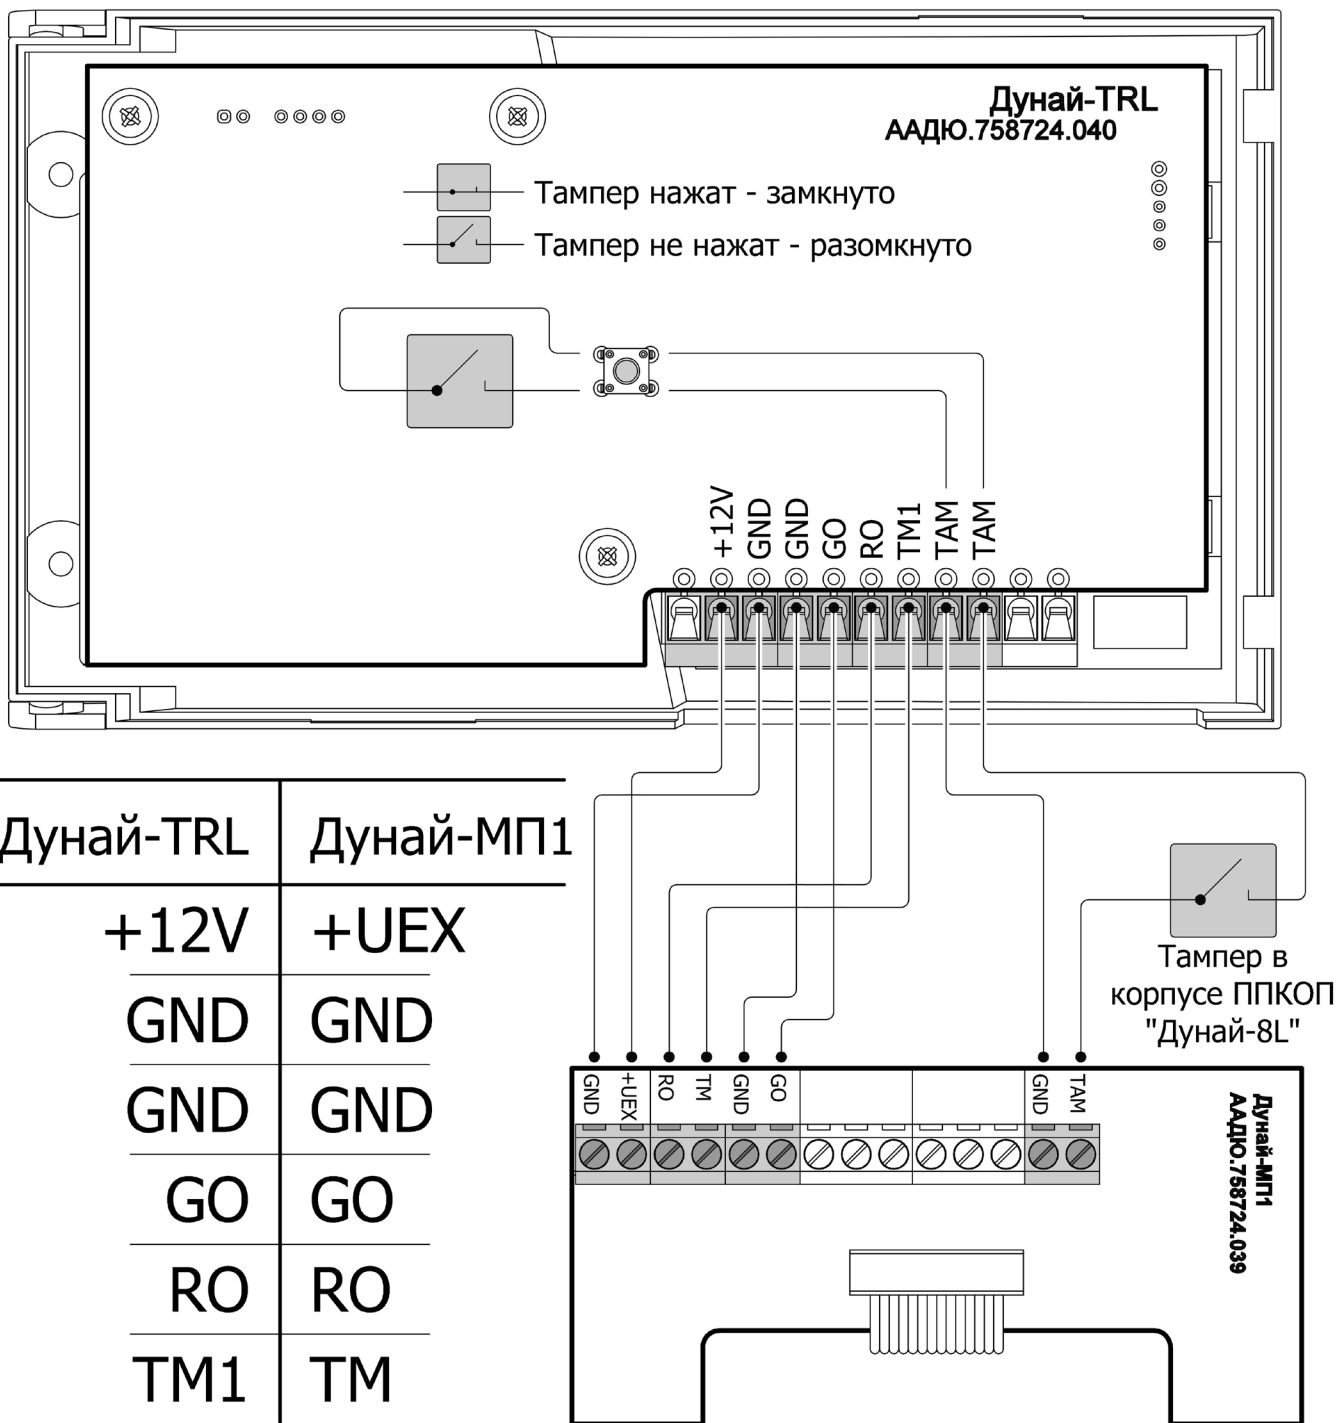 Дунай-TRL
ААДЮ.758724.040
Тампер нажат - замкнуто
Тампер не нажат - разомкнуто
+12V GND GND GO RO TM1 TAM TAM
Дунай-TRL Дунай-МП1
+12V +UEX
GND GND
GND GND
GO GO
RO RO
TM1 TM
Тампер в
корпусе ППКОП
"Дунай-8L"
GND +UEX RO TM GND GO GND TAM
Дунай-МП1
ААДЮ.758724.039